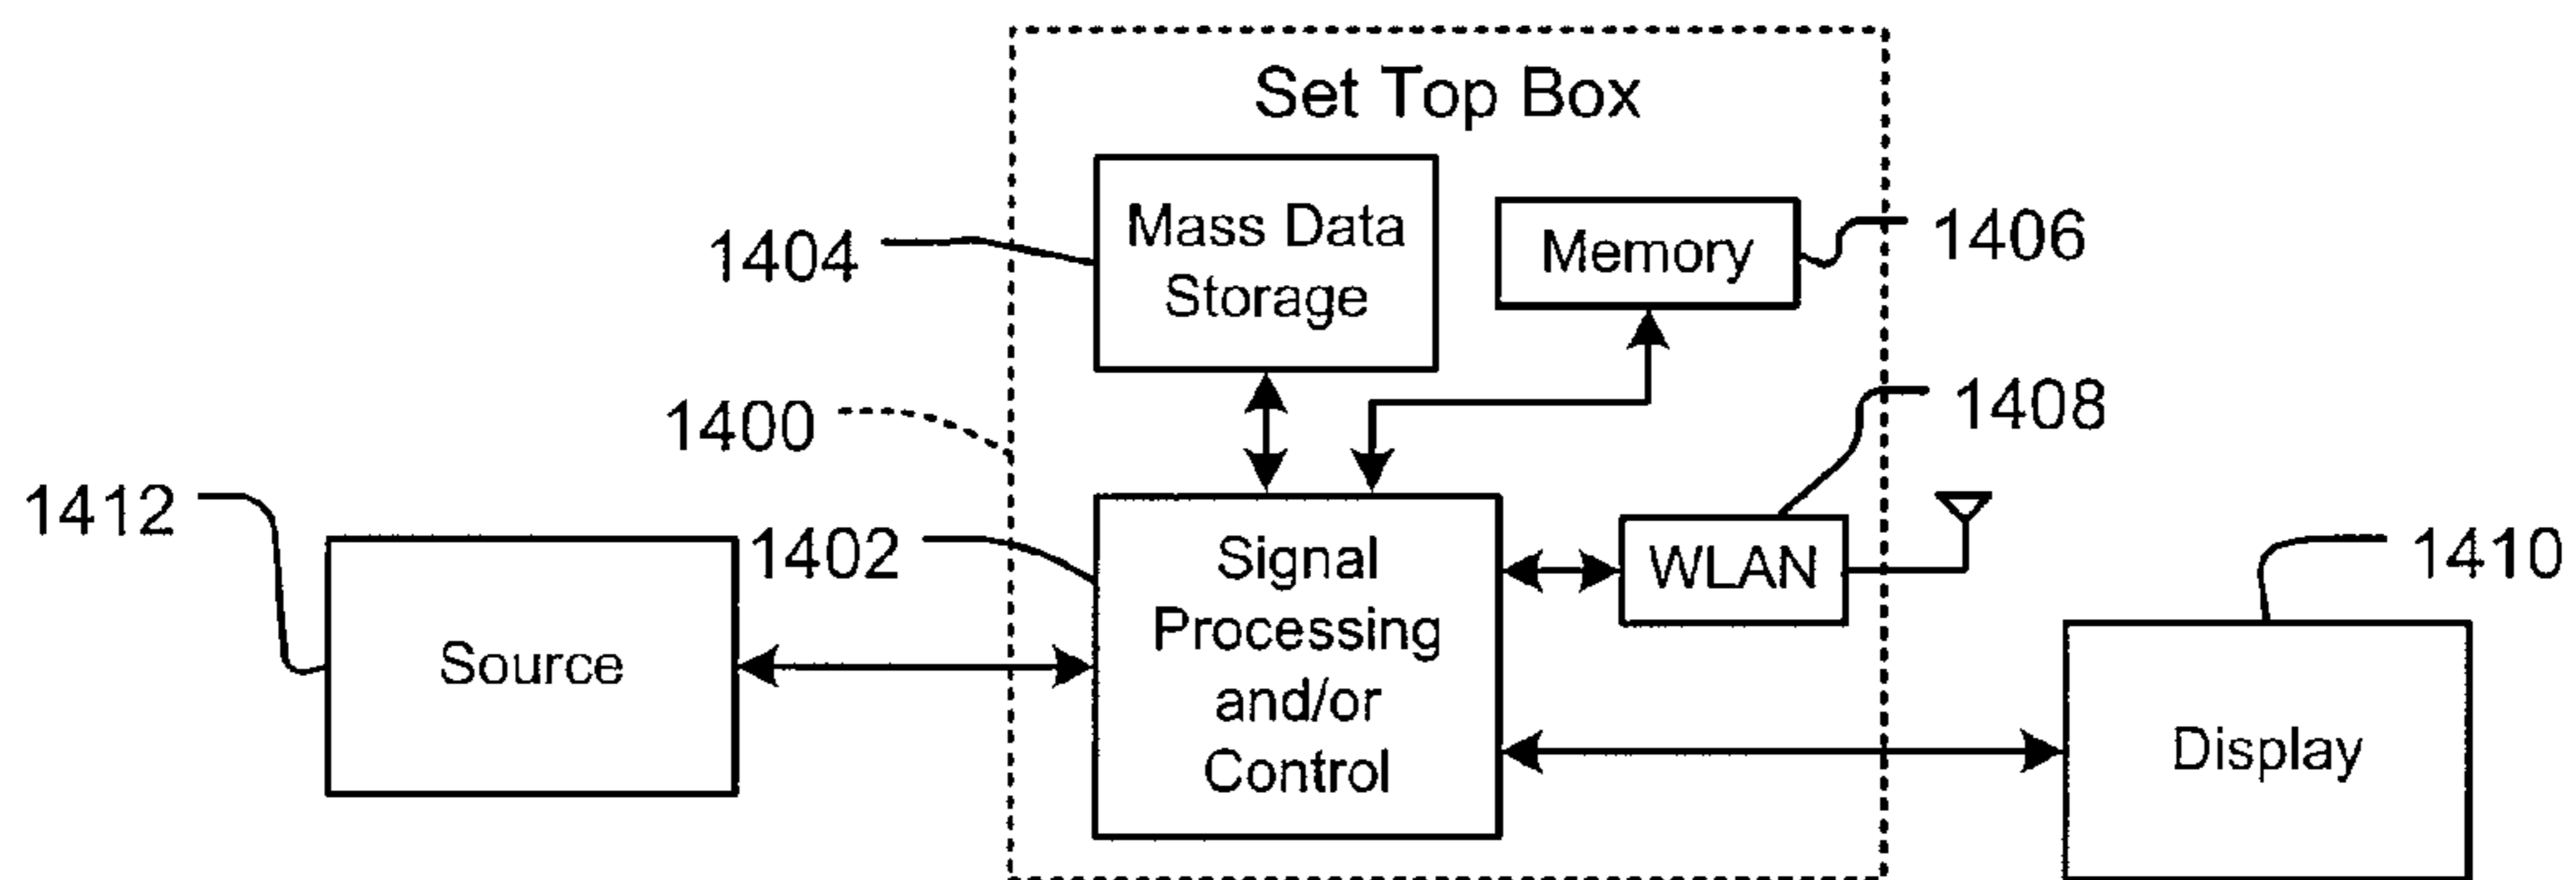 Set Top Box
1404
Mass Data
Storage
Memory
1406
1400
1408
1412
1402
Signal
Processing
and/or
Control
WLAN
1410
Source
Display